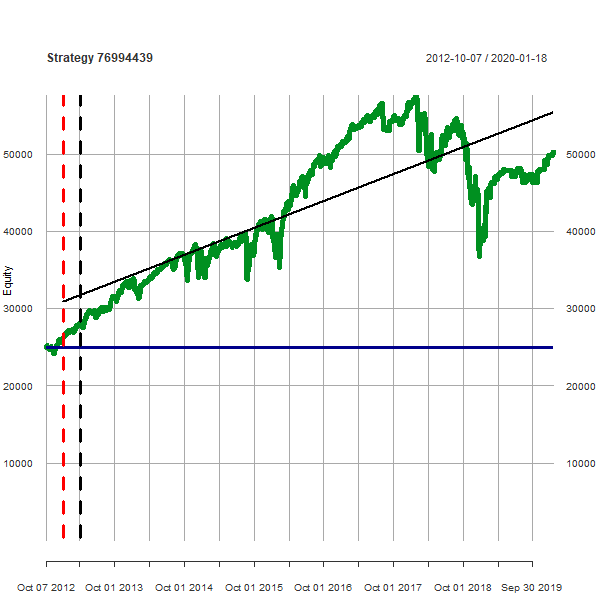 Strategy 76994439
2012-10-07 / 2020-01-18
50000
50000
40000
40000
Equity
30000
30000
20000
20000
10000
10000
Oct 07 2012
Oct 01 2013
Oct 01 2014
Oct 01 2015
Oct 01 2016
Oct 01 2017
Oct 01 2018
Sep 30 2019